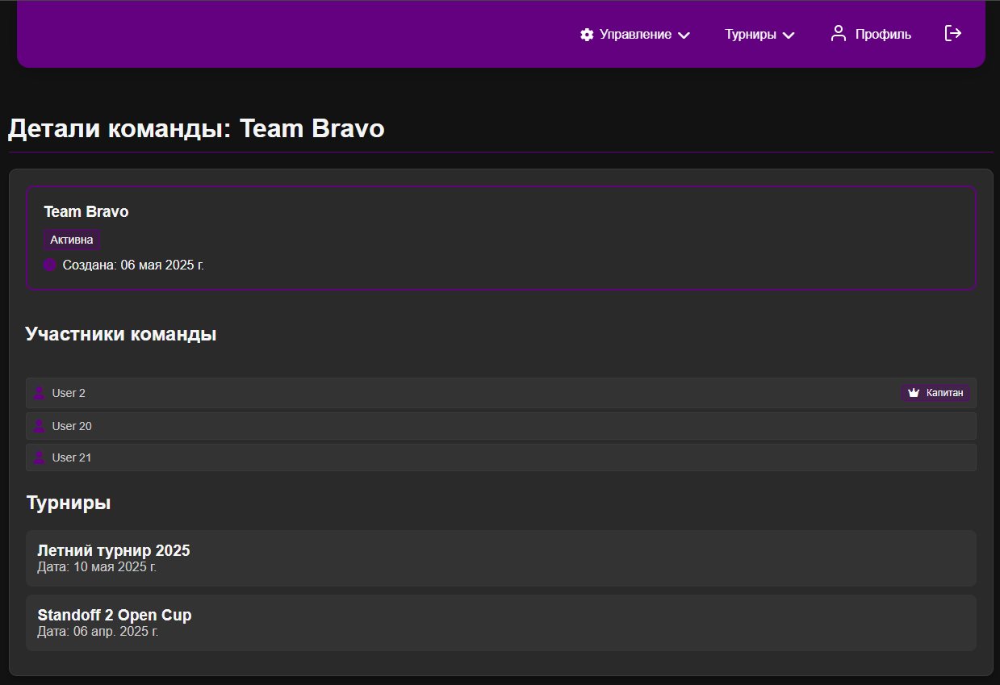 Управление
Турниры
Профиль
Детали команды: Team Bravo
Team Bravo
Активна
Создана: 06 мая 2025 г.
Участники команды
User 2
Капитан
User 20
User 21
Турниры
Летний турнир 2025
Дата: 10 мая 2025 г.
Standoff 2 Open Cup
Дата: 06 апр. 2025 г.